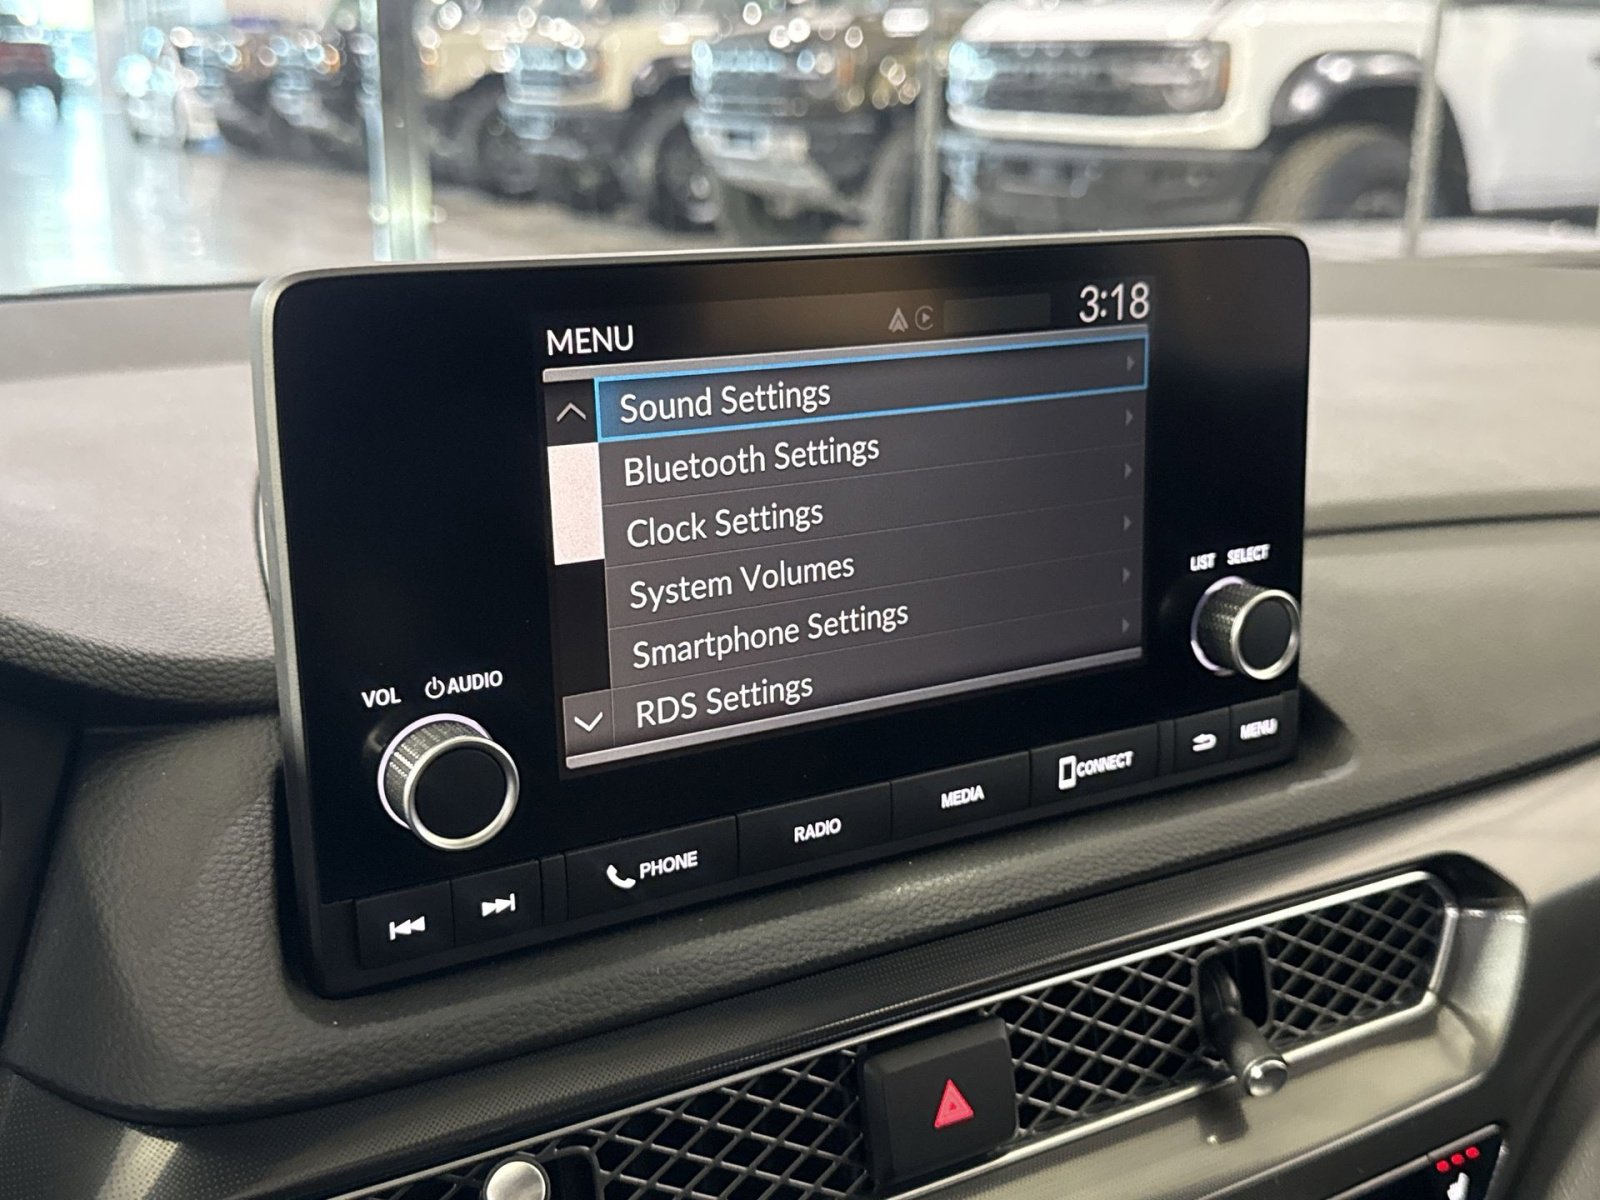 MENU 3:18
Sound Settings
Bluetooth Settings
Clock Settings
System Volumes
Smartphone Settings
RDS Settings
LIST SELECT
VOL AUDIO
PHONE
RADIO
MEDIA
CONNECT
MENU